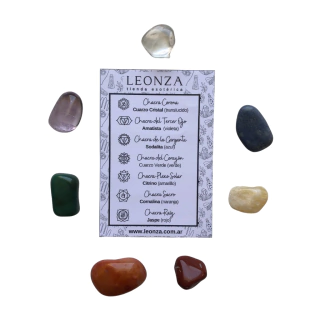 LEONZA
tienda esotérica
Chacra Corona
Cuarzo Cristal (translúcido)
Chacra del Tercer Ojo
Amatista (violeta)
Chacra de la Garganta
Sodalita (azul)
Chacra del Corazón
Cuarzo Verde (verde)
Chacra Plexo Solar
Citrino (amarillo)
Chacra Sacro
Cornelina (naranja)
Chacra Raíz
Jaspe (rojo)
www.leonza.com.ar